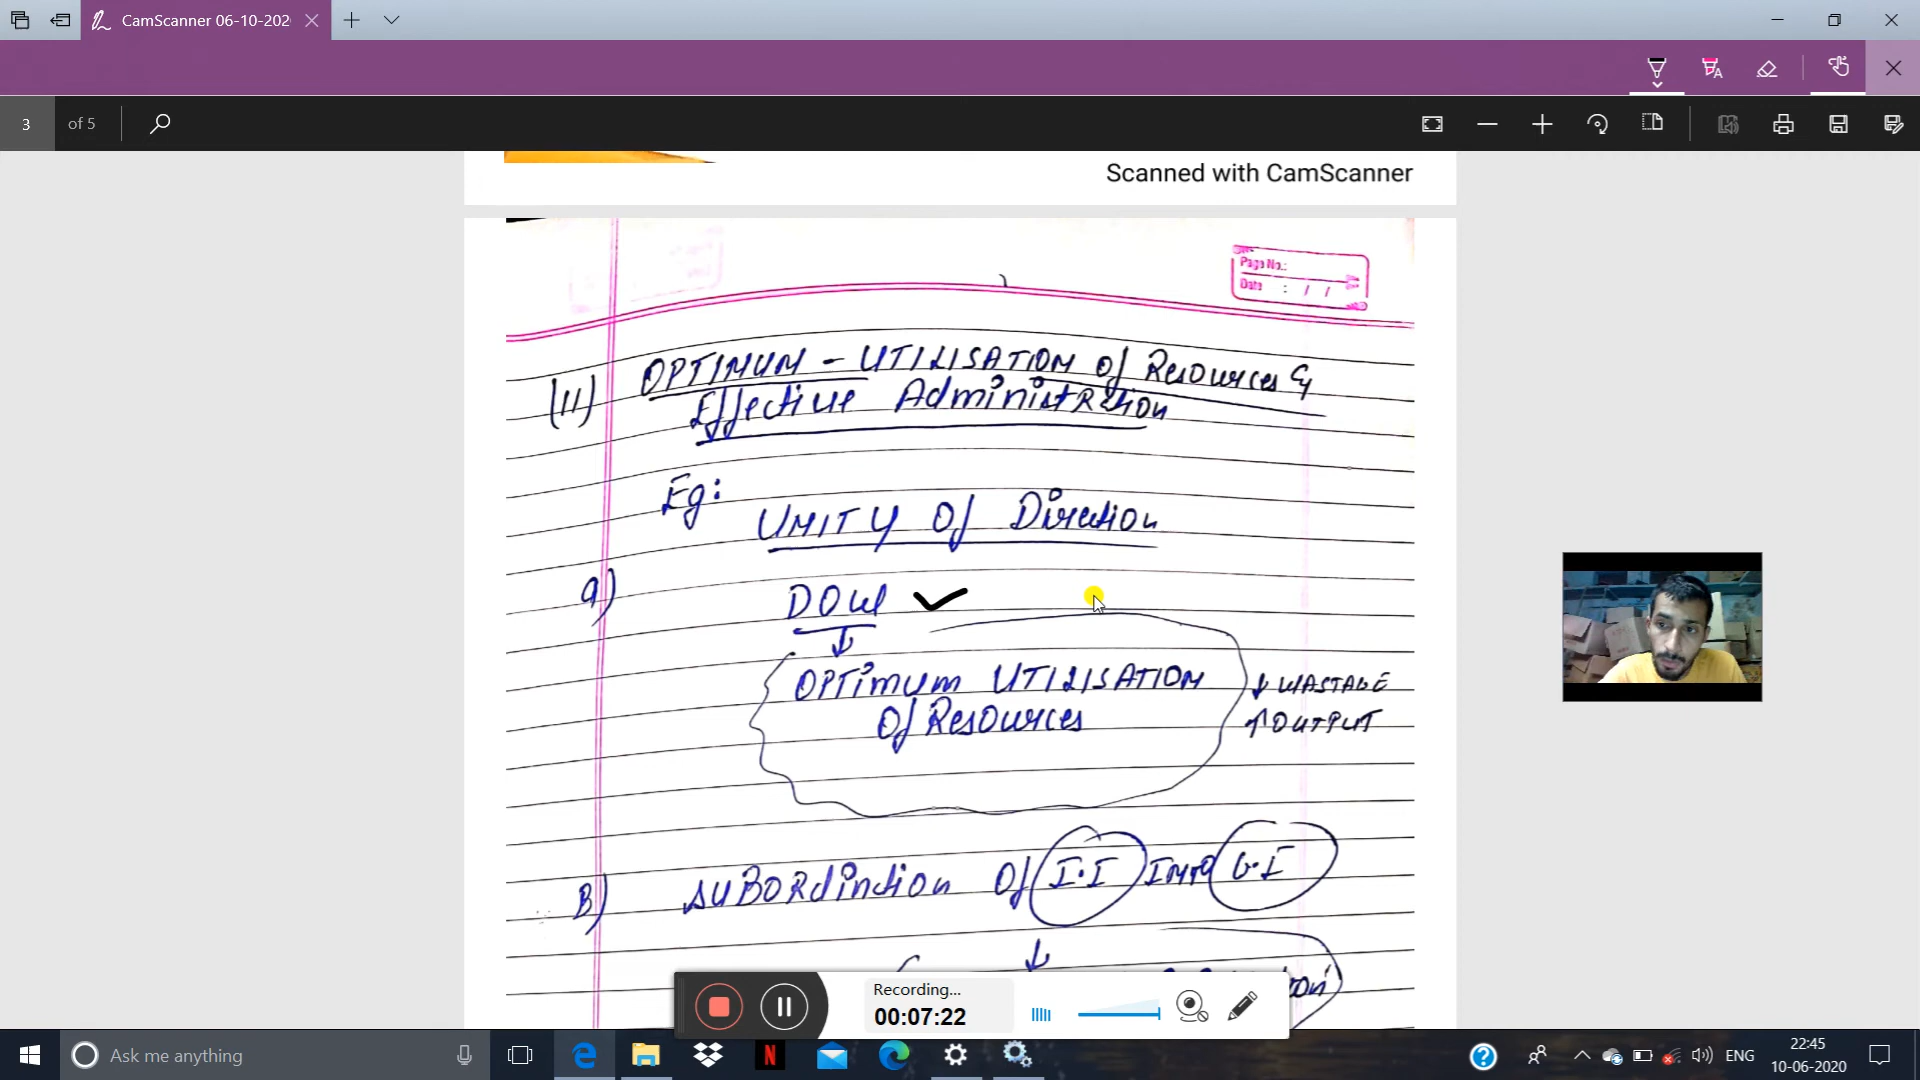 CamScanner 06-10-202
3 of 5
Scanned with CamScanner
Page No.:
Date : / /
(11) OPTIMUM - UTILISATION Of Resources &
Effective Administration
Eg:
UNITY Of Direction
a) DOW
OPTimum UTILISATION
Of Resources
↓ WASTAGE
↑ OUTPUT
B) SUBORdinction Of I.I Into G.I
Recording...
00:07:22
Ask me anything
ENG
22:45
10-06-2020